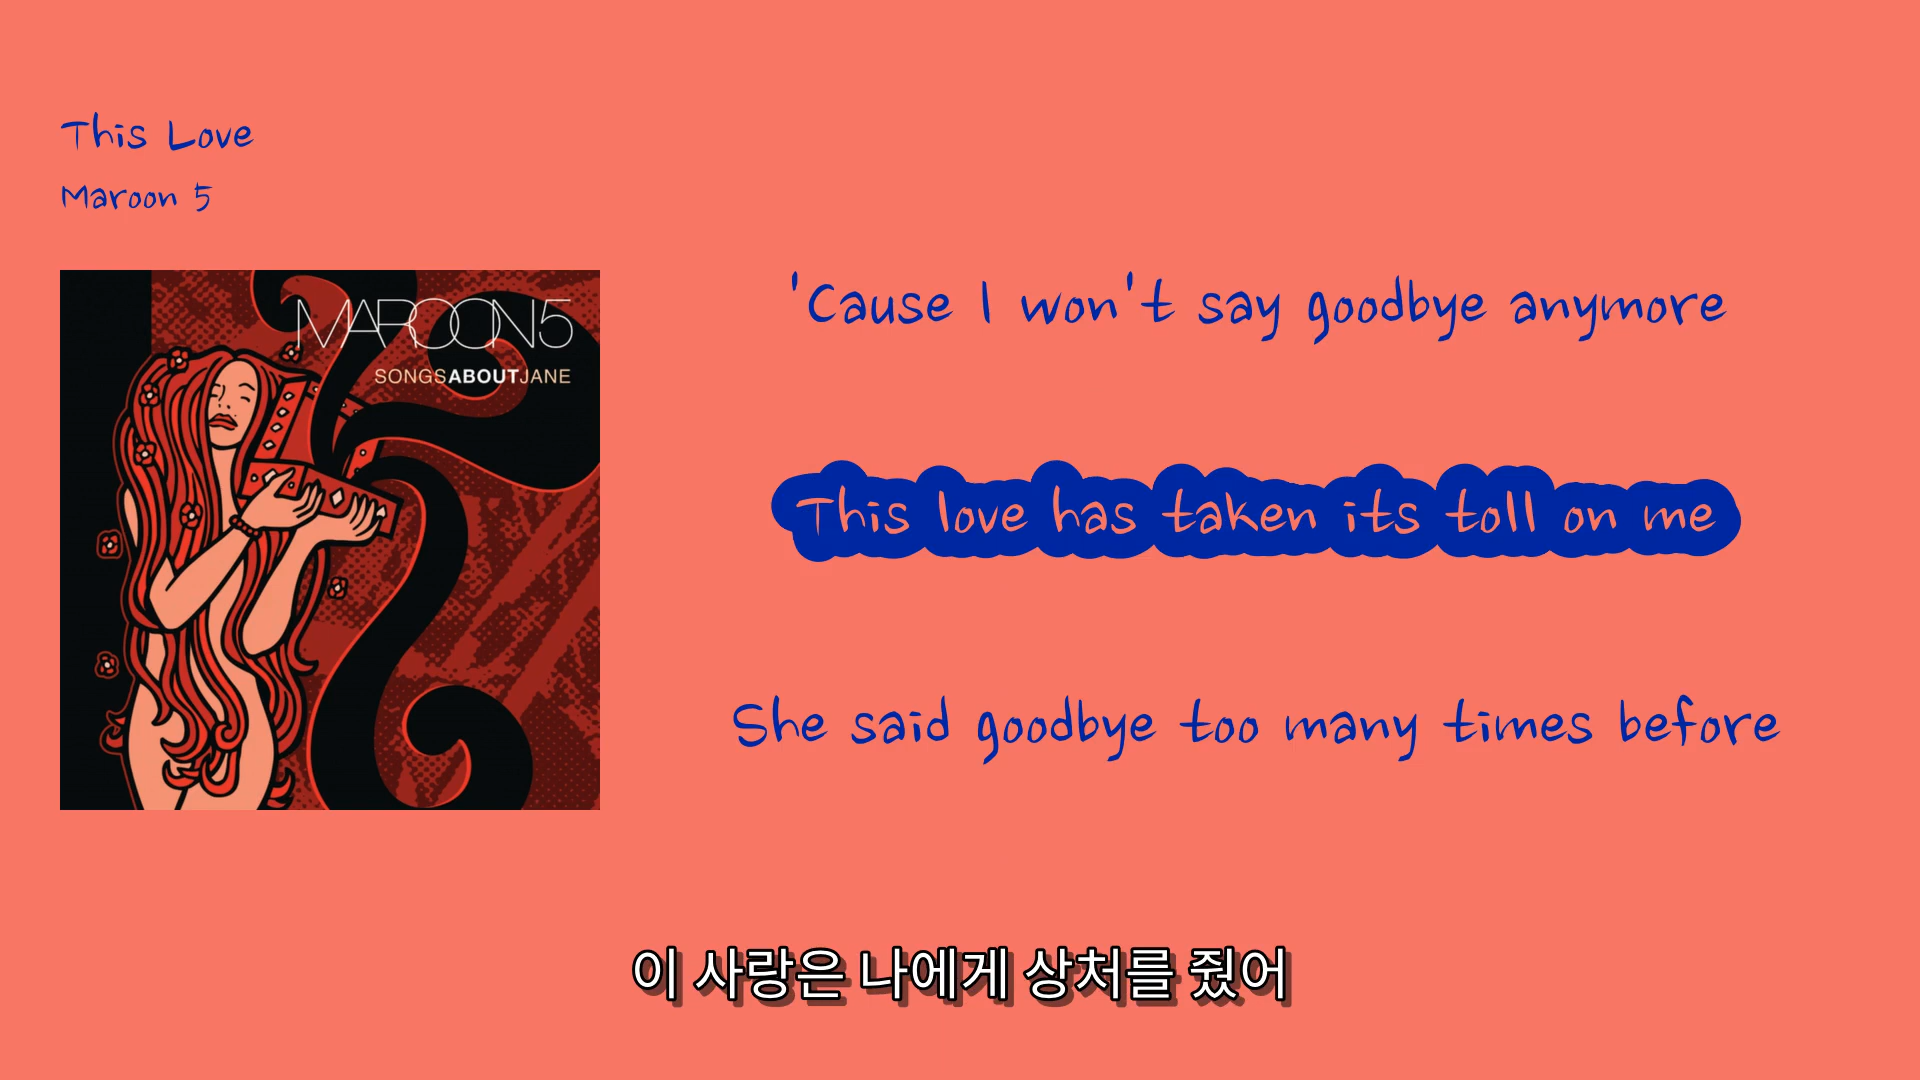 This Love
Maroon 5
MAROON5
SONGSABOUTJANE
'Cause I won't say goodbye anymore
This love has taken its toll on me
She said goodbye too many times before
이 사랑은 나에게 상처를 줬어